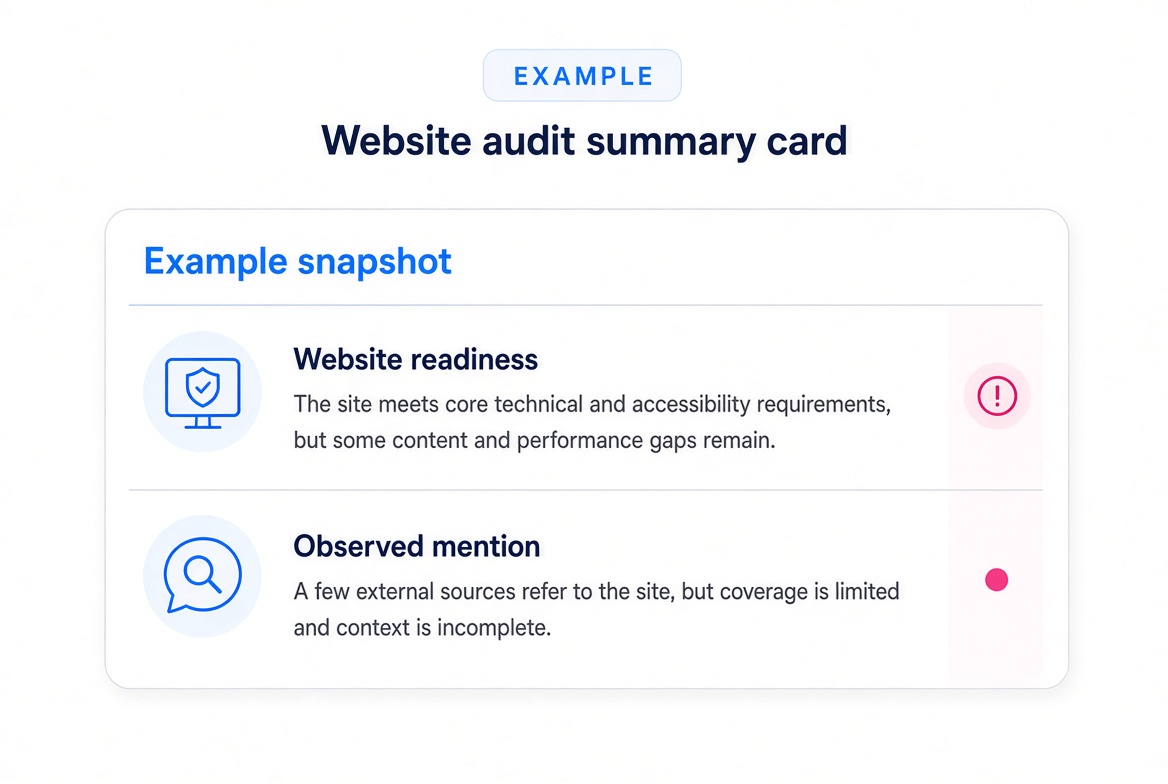 EXAMPLE
Website audit summary card
Example snapshot
Website readiness
The site meets core technical and accessibility requirements,
but some content and performance gaps remain.
Observed mention
A few external sources refer to the site, but coverage is limited
and context is incomplete.